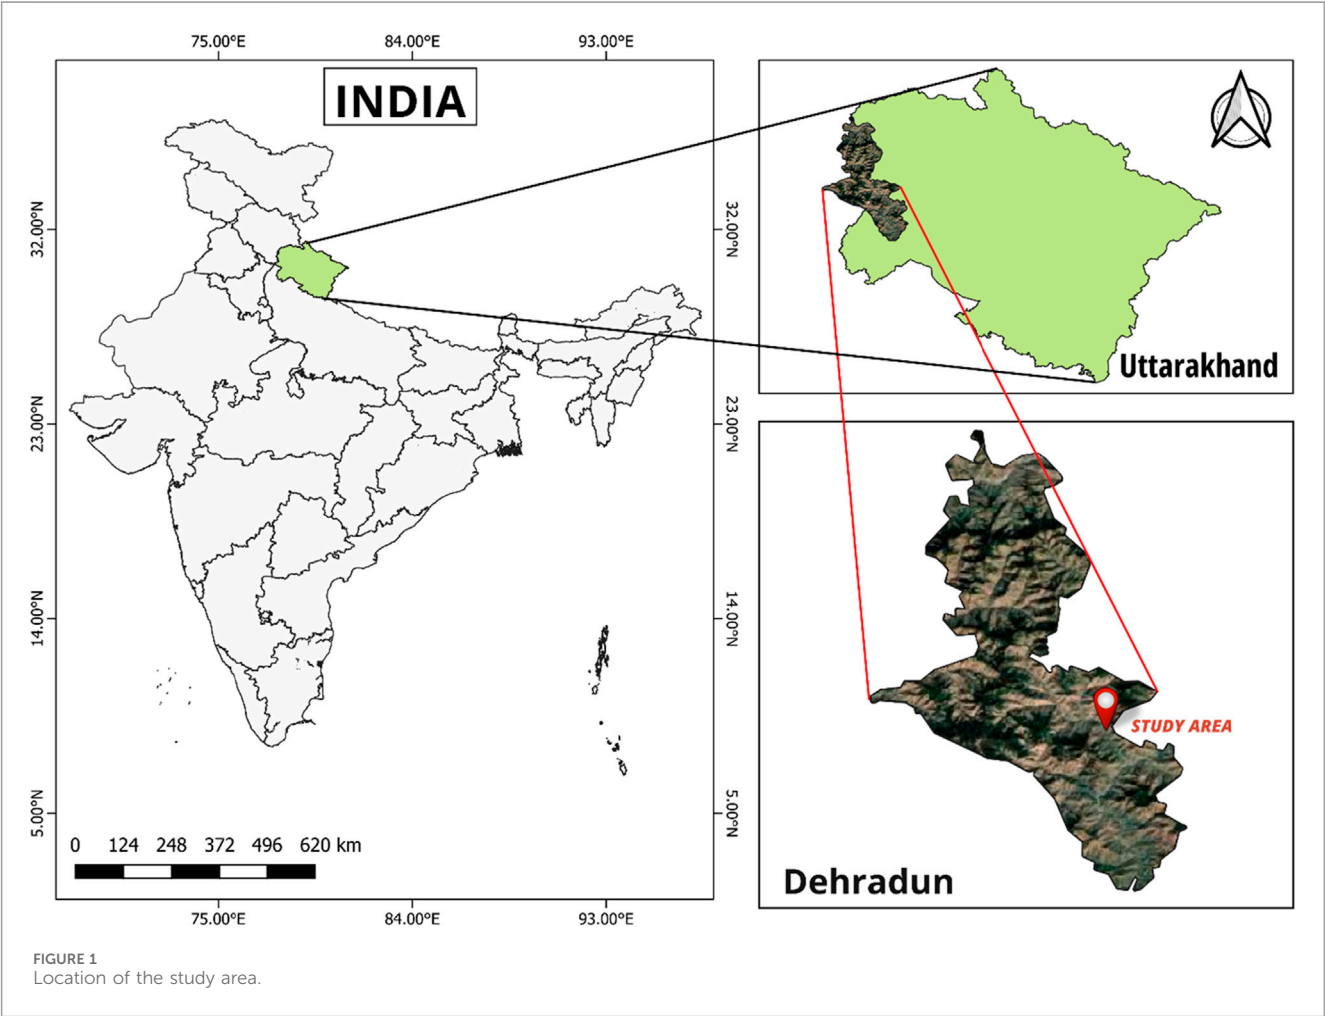 75.00°E 84.00°E 93.00°E
INDIA
32.00°N
23.00°N
14.00°N
5.00°N
32.00°N
23.00°N
14.00°N
5.00°N
0 124 248 372 496 620 km
75.00°E 84.00°E 93.00°E
Uttarakhand
STUDY AREA
Dehradun
FIGURE 1
Location of the study area.